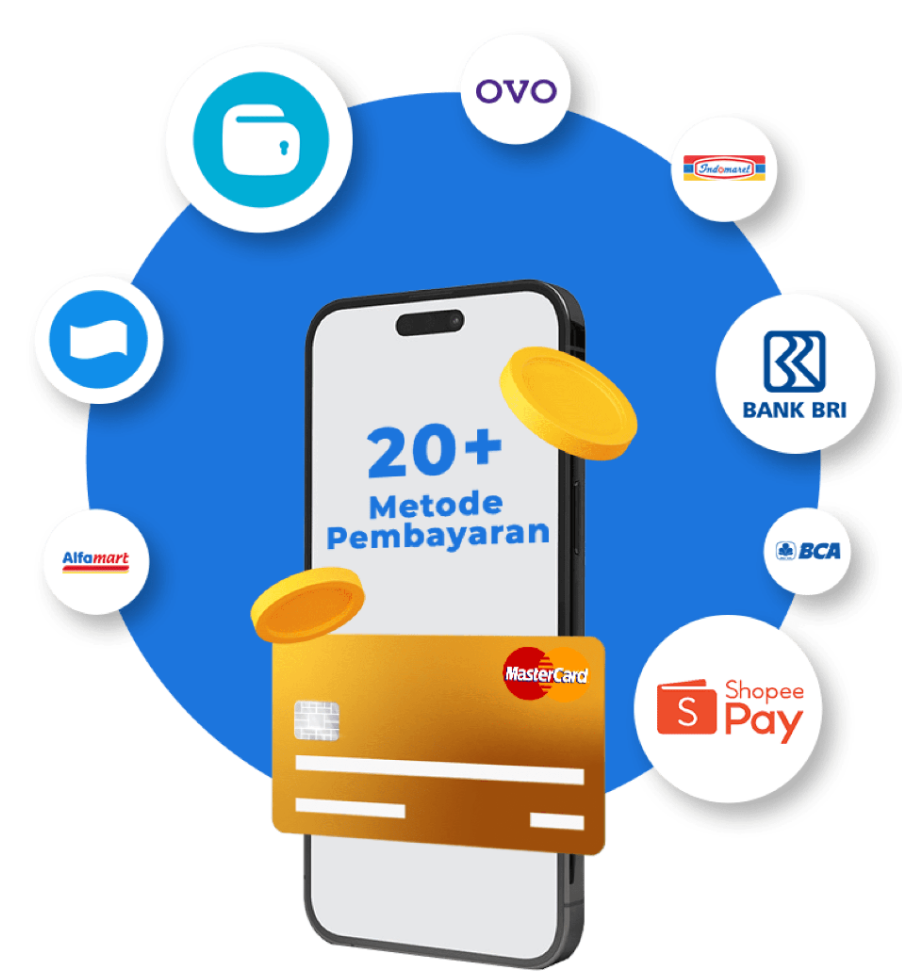 OVO
Indomaret
BANK BRI
20+
Metode
Pembayaran
Alfamart
BCA
MasterCard
S
Shopee
Pay